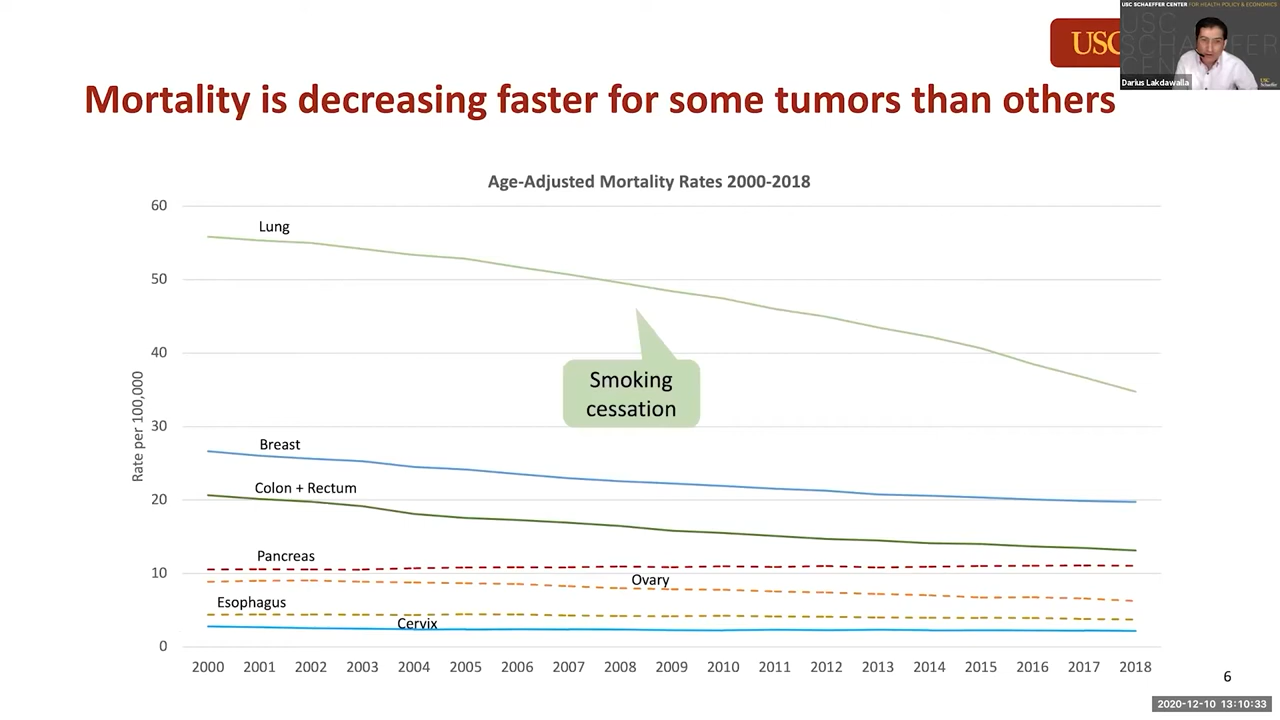 USC SCHAEFFER CENTER FOR HEALTH POLICY & ECONOMICS
USC
Darius Lakdawalla
Mortality is decreasing faster for some tumors than others
Age-Adjusted Mortality Rates 2000-2018
Rate per 100,000
60
50
40
30
20
10
0
Lung
Smoking
cessation
Breast
Colon + Rectum
Pancreas
Ovary
Esophagus
Cervix
2000 2001 2002 2003 2004 2005 2006 2007 2008 2009 2010 2011 2012 2013 2014 2015 2016 2017 2018
6
2020-12-10 13:10:33